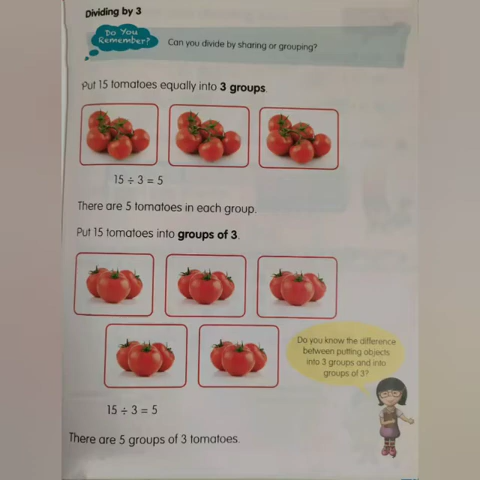 Dividing by 3
Do You
Remember?
Can you divide by sharing or grouping?
Put 15 tomatoes equally into 3 groups.
15 ÷ 3 = 5
There are 5 tomatoes in each group.
Put 15 tomatoes into groups of 3.
Do you know the difference
between putting objects
into 3 groups and into
groups of 3?
15 ÷ 3 = 5
There are 5 groups of 3 tomatoes.